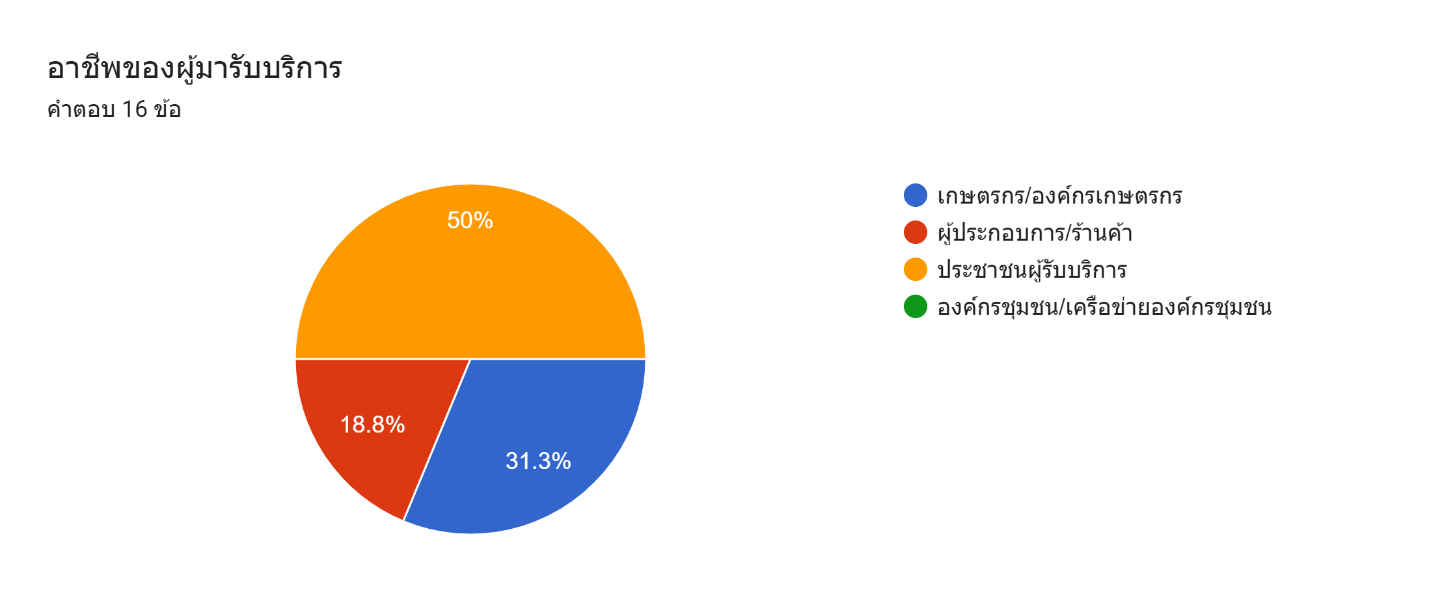 อาชีพของผู้มารับบริการ
คำตอบ 16 ข้อ
50%
18.8%
31.3%
เกษตรกร/องค์กรเกษตรกร
ผู้ประกอบการ/ร้านค้า
ประชาชนผู้รับบริการ
องค์กรชุมชน/เครือข่ายองค์กรชุมชน